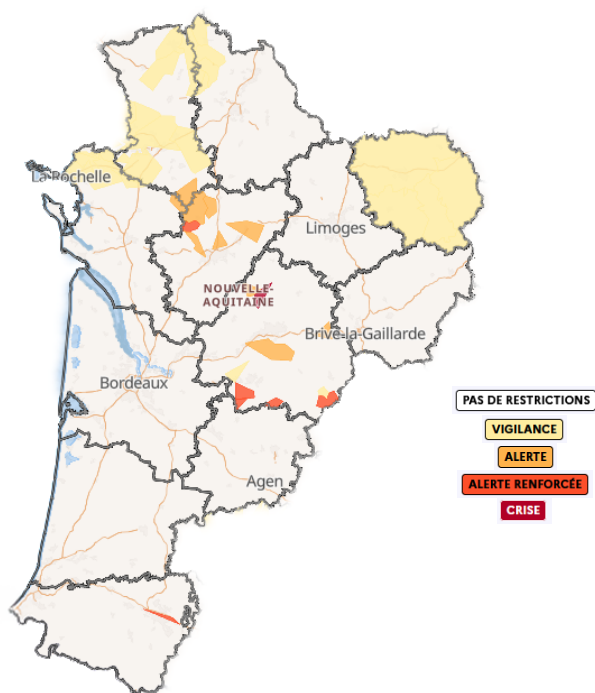 La Rochelle
Limoges
NOUVELLE-
AQUITAINE
Brive-la-Gaillarde
Bordeaux
Agen
PAS DE RESTRICTIONS
VIGILANCE
ALERTE
ALERTE RENFORCÉE
CRISE